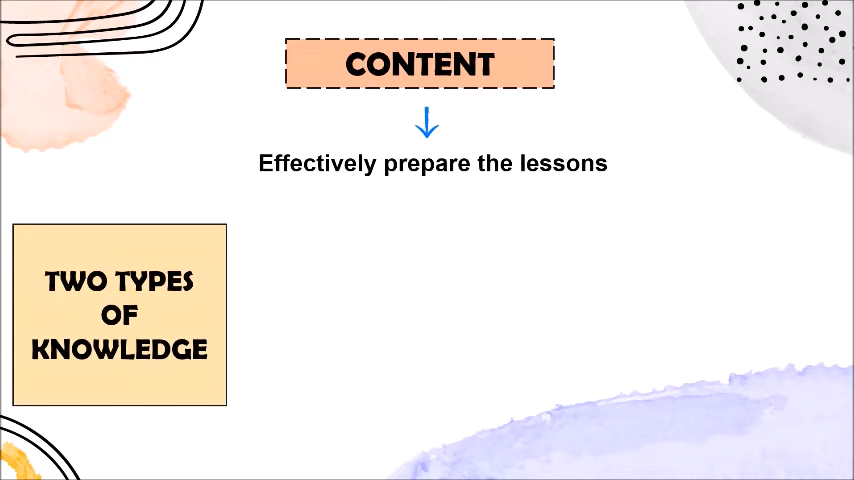 CONTENT
Effectively prepare the lessons
TWO TYPES
OF
KNOWLEDGE